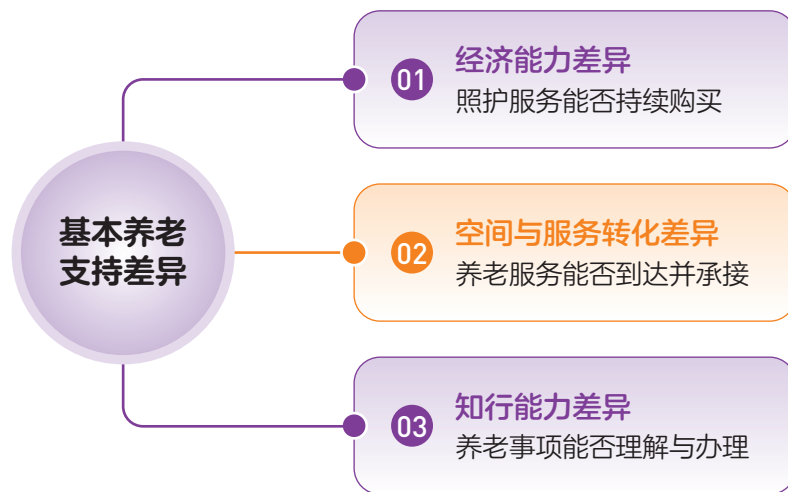 基本养老
支持差异
01
经济能力差异
照护服务能否持续购买
02
空间与服务转化差异
养老服务能否到达并承接
03
知行能力差异
养老事项能否理解与办理